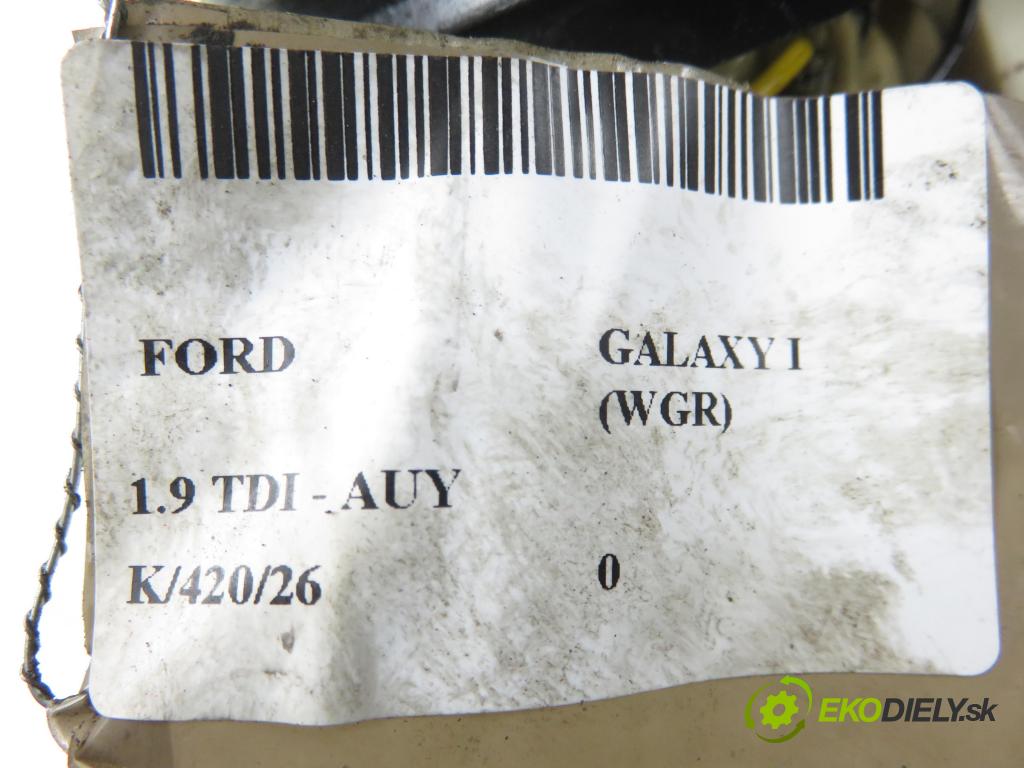 FORD GALAXY I
(WGR)
1.9 TDI - AUY
K/420/26 0
EKODIELY.sk